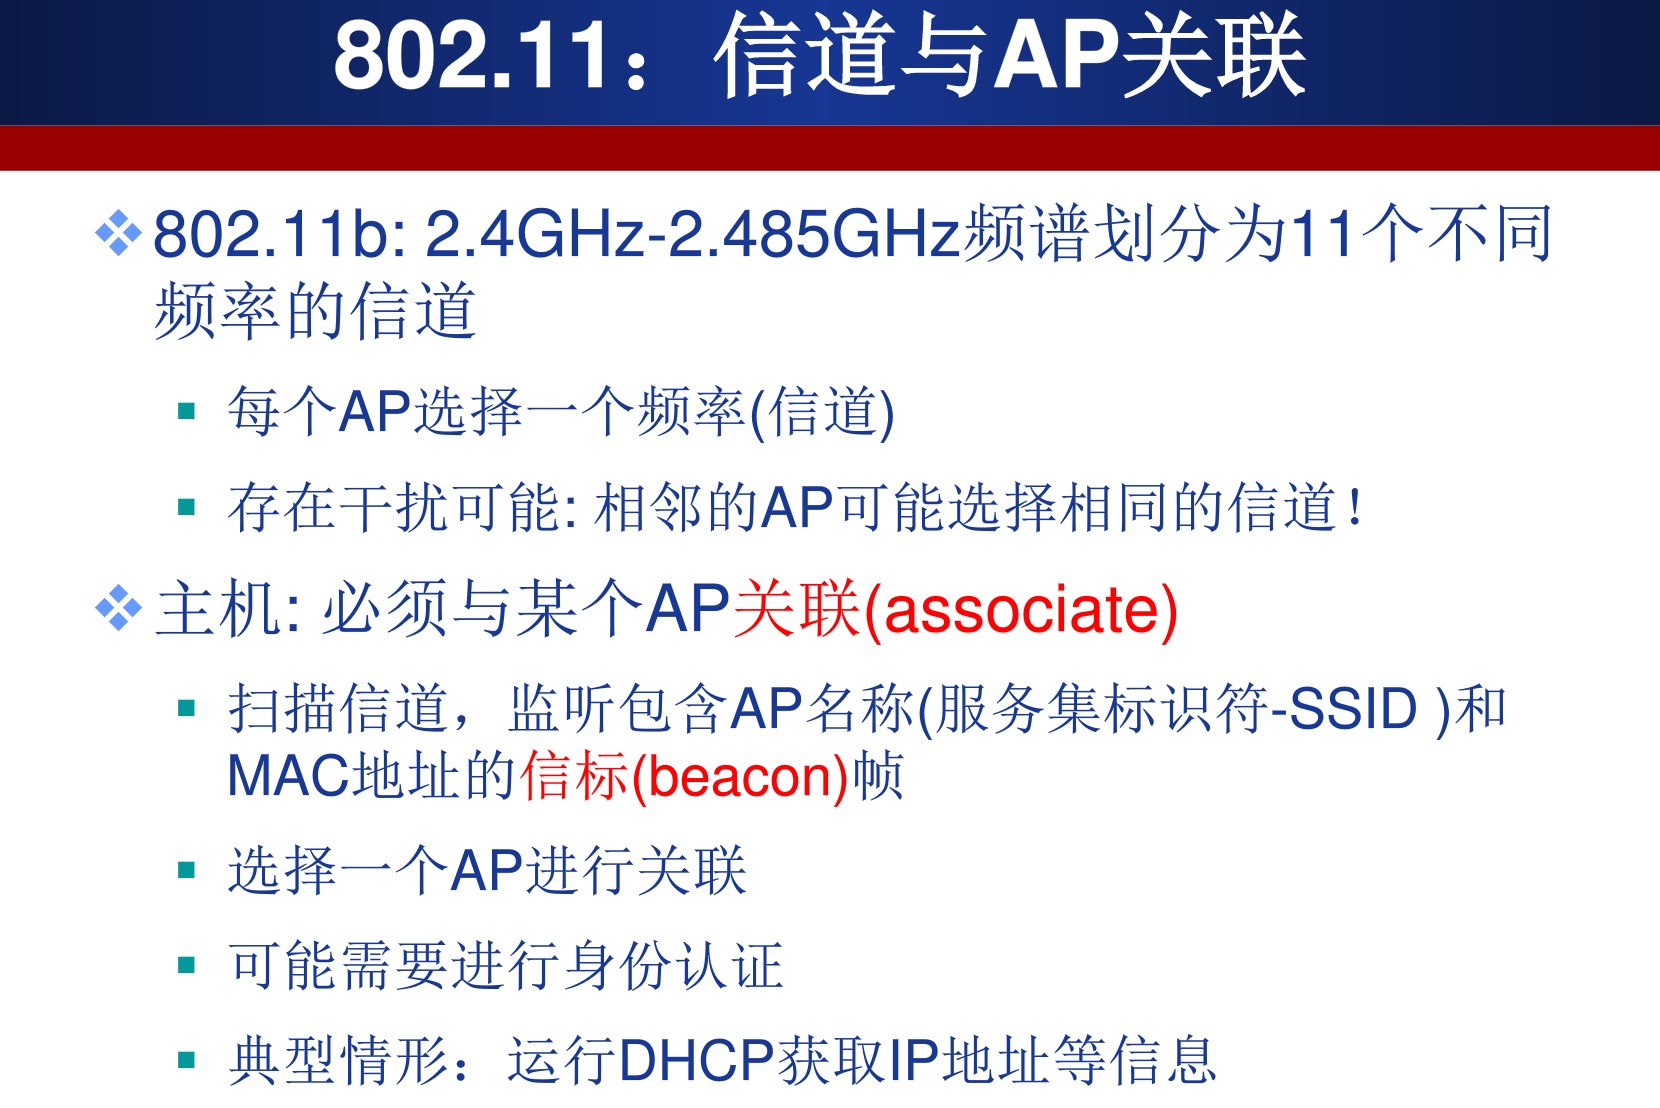 802.11：信道与AP关联
802.11b: 2.4GHz-2.485GHz频谱划分为11个不同
频率的信道
每个AP选择一个频率(信道)
存在干扰可能: 相邻的AP可能选择相同的信道！
主机: 必须与某个AP关联(associate)
扫描信道，监听包含AP名称(服务集标识符-SSID )和
MAC地址的信标(beacon)帧
选择一个AP进行关联
可能需要进行身份认证
典型情形：运行DHCP获取IP地址等信息